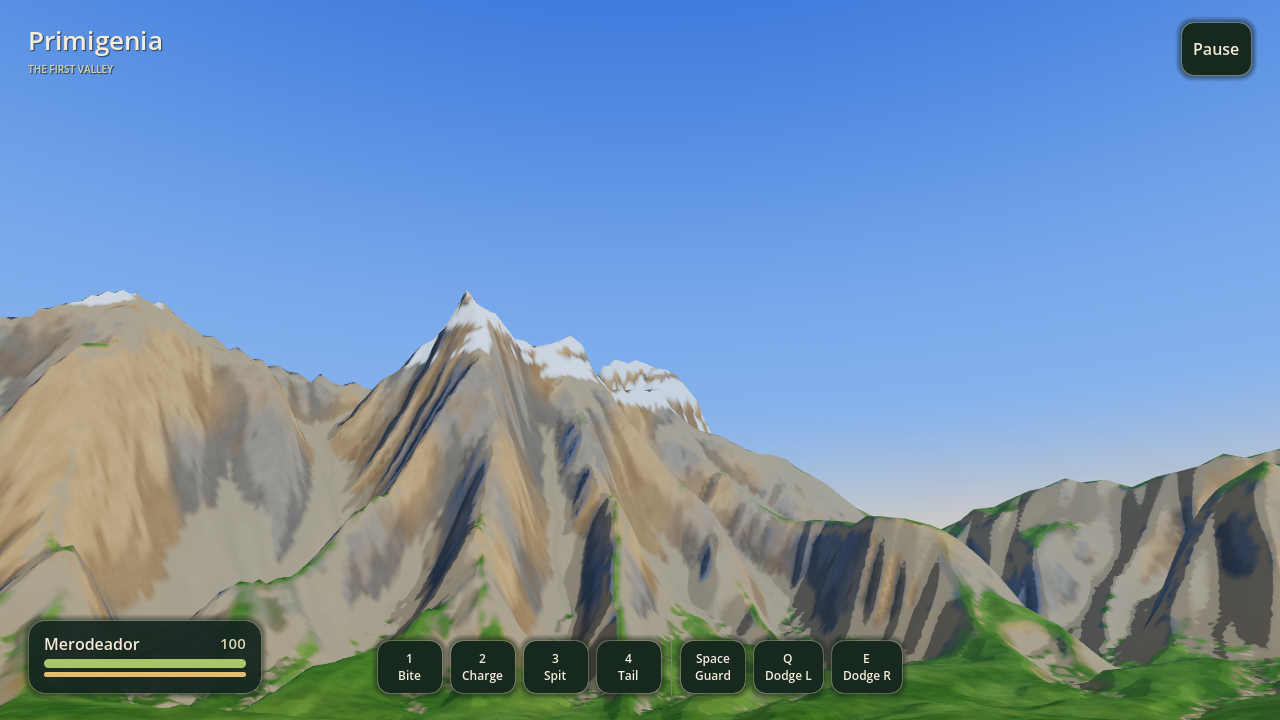 Primigenia
THE FIRST VALLEY
Pause
Merodeador 100
1
Bite
2
Charge
3
Spit
4
Tail
Space
Guard
Q
Dodge L
E
Dodge R